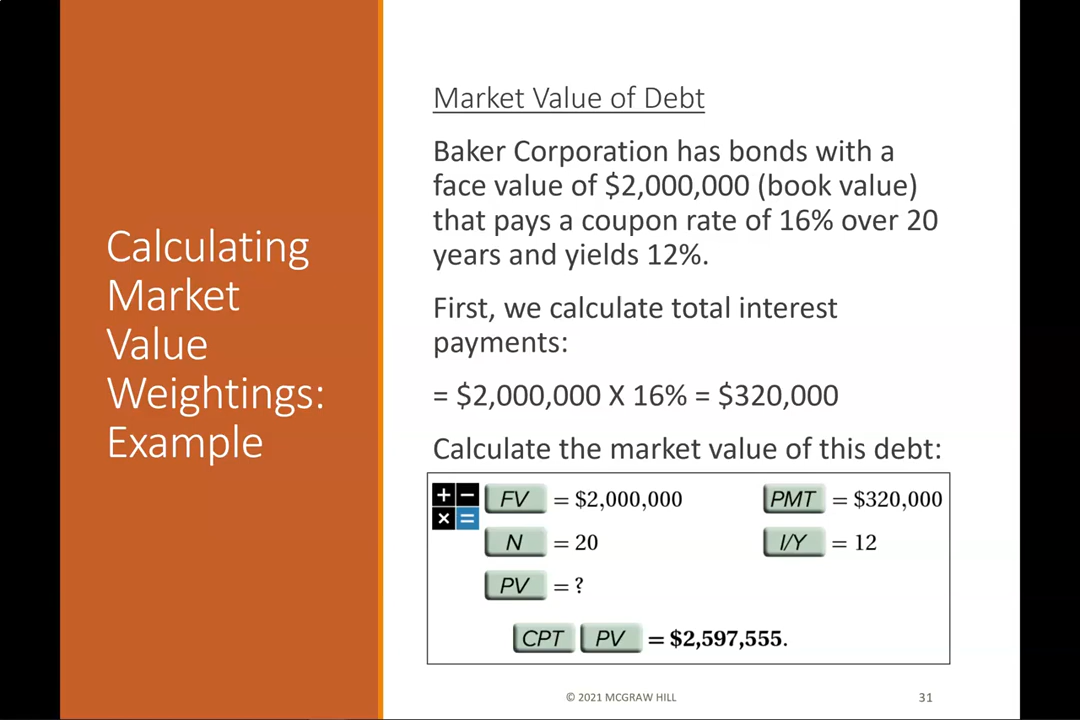 Calculating
Market
Value
Weightings:
Example
Market Value of Debt
Baker Corporation has bonds with a
face value of $2,000,000 (book value)
that pays a coupon rate of 16% over 20
years and yields 12%.
First, we calculate total interest
payments:
= $2,000,000 X 16% = $320,000
Calculate the market value of this debt:
+ − × =
FV = $2,000,000 PMT = $320,000
N = 20 I/Y = 12
PV = ?
CPT PV = $2,597,555.
© 2021 MCGRAW HILL 31